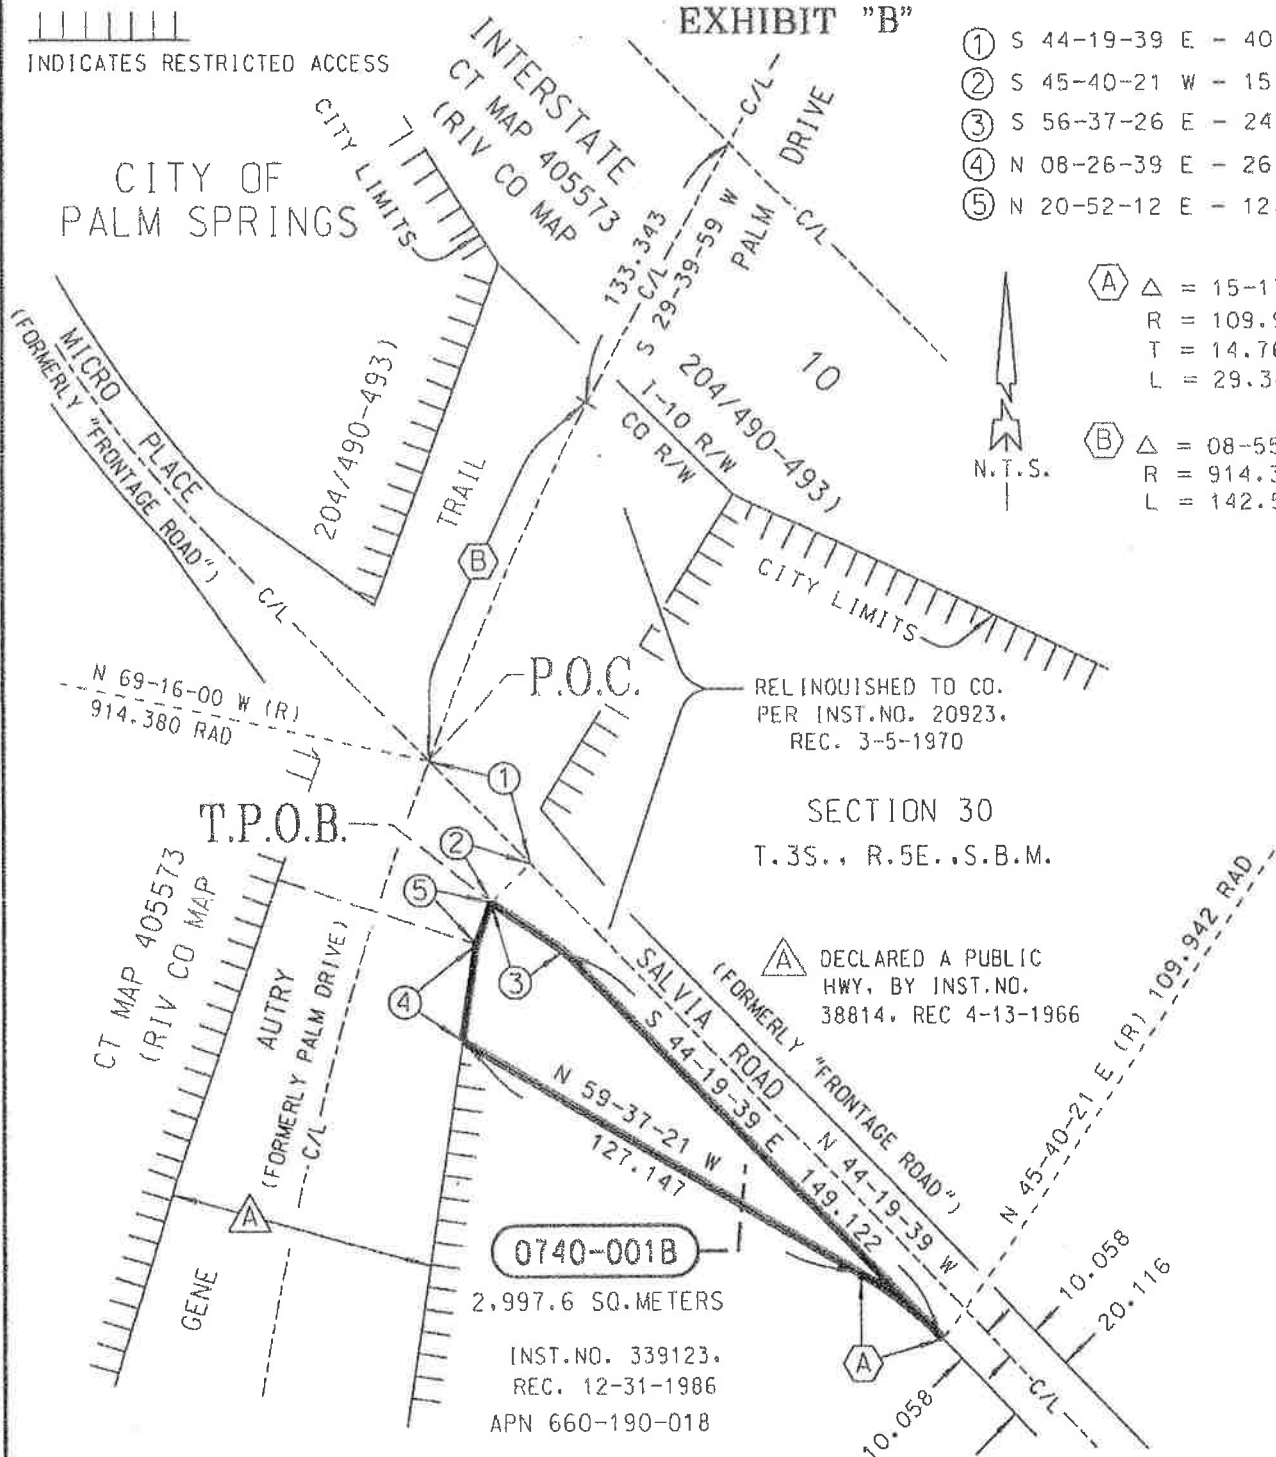 EXHIBIT "B"
INDICATES RESTRICTED ACCESS
① S 44-19-39 E - 40
② S 45-40-21 W - 15
③ S 56-37-26 E - 24
④ N 08-26-39 E - 26
⑤ N 20-52-12 E - 12.
A △ = 15-1
R = 109.9
T = 14.76
L = 29.3
B △ = 08-55
R = 914.3
L = 142.5
N.T.S.
CITY OF
PALM SPRINGS
CITY LIMITS
INTERSTATE
CT MAP 405573
(RIV CO MAP
C/L
PALM DRIVE
C/L
133.343
C/L
S 29-39-59 W
10
204/490-493)
I-10 R/W
CO R/W
MICRO PLACE
(FORMERLY "FRONTAGE ROAD")
204/490-493)
TRAIL
B
C/L
CITY LIMITS
N 69-16-00 W (R)
914.380 RAD
P.O.C.
RELINQUISHED TO CO.
PER INST.NO. 20923.
REC. 3-5-1970
①
T.P.O.B.
②
⑤
③
④
SECTION 30
T.3S., R.5E.,S.B.M.
CT MAP 405573
(RIV CO MAP
AUTRY
(FORMERLY PALM DRIVE)
C/L
A DECLARED A PUBLIC
HWY, BY INST.NO.
38814, REC 4-13-1966
SALVIA ROAD
(FORMERLY "FRONTAGE ROAD")
S 44-19-39 E 149.122
N 44-19-39 W
N 59-37-21 W
127.147
N 45-40-21 E (R) 109.942 RAD
A
GENE
0740-001B
2,997.6 SQ.METERS
INST.NO. 339123.
REC. 12-31-1986
APN 660-190-018
A
10.058
20.116
C/L
10.058